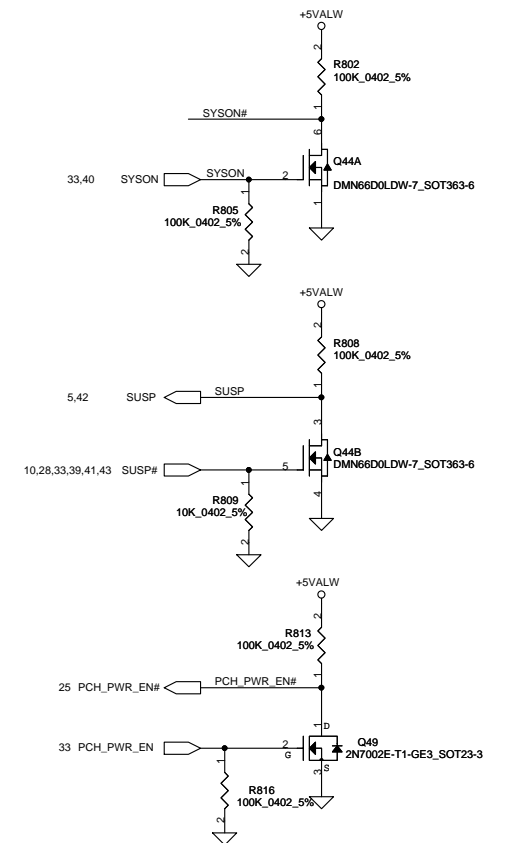 +5VALW
2
R802
100K_0402_5%
1
SYSON#
6
Q44A
33,40 SYSON SYSON 2
DMN66D0LDW-7_SOT363-6
1
1
R805
100K_0402_5%
2
+5VALW
2
R808
100K_0402_5%
1
5,42 SUSP SUSP
3
Q44B
DMN66D0LDW-7_SOT363-6
10,28,33,39,41,43 SUSP# 5
1
4
R809
10K_0402_5%
2
+5VALW
2
R813
100K_0402_5%
1
25 PCH_PWR_EN# PCH_PWR_EN#
1 D
Q49
33 PCH_PWR_EN 2
G
2N7002E-T1-GE3_SOT23-3
3 S
1
R816
100K_0402_5%
2